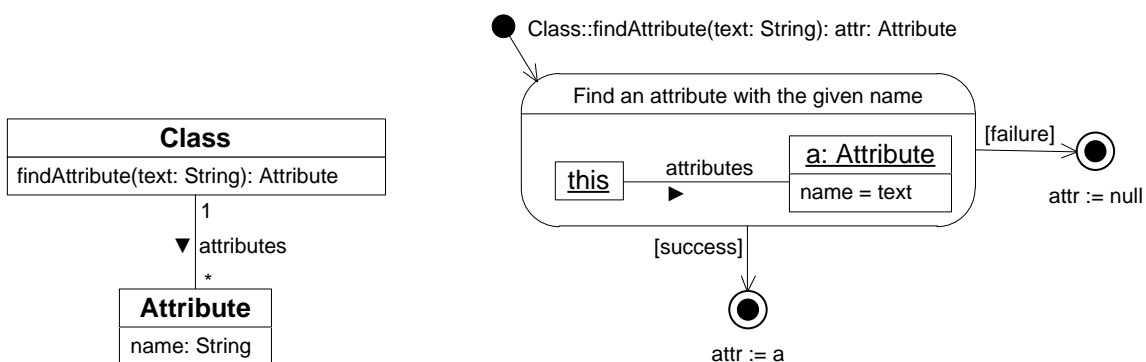 Class
findAttribute(text: String): Attribute
1
▼ attributes
*
Attribute
name: String
Class::findAttribute(text: String): attr: Attribute
Find an attribute with the given name
this
attributes
►
a: Attribute
name = text
[failure]
attr := null
[success]
attr := a